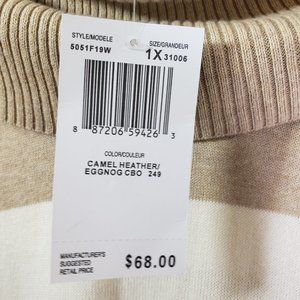 STYLE/MODELE
SIZE/GRANDEUR
5051F19W
1X 31006
8 87206 59426 3
COLOR/COULEUR
CAMEL HEATHER/
EGGNOG CBO 249
MANUFACTURER'S
SUGGESTED
RETAIL PRICE
$68.00